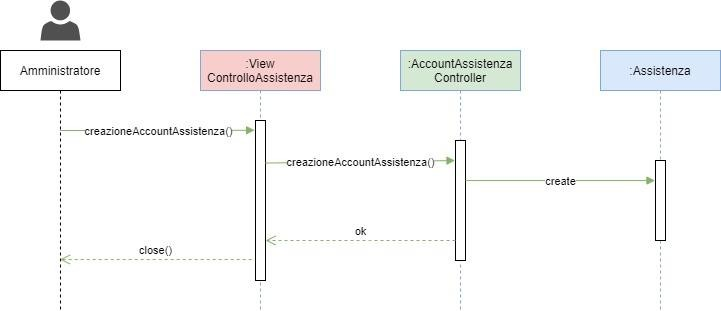 Amministratore
:View
ControlloAssistenza
:AccountAssistenza
Controller
:Assistenza
creazioneAccountAssistenza()
creazioneAccountAssistenza()
create
ok
close()